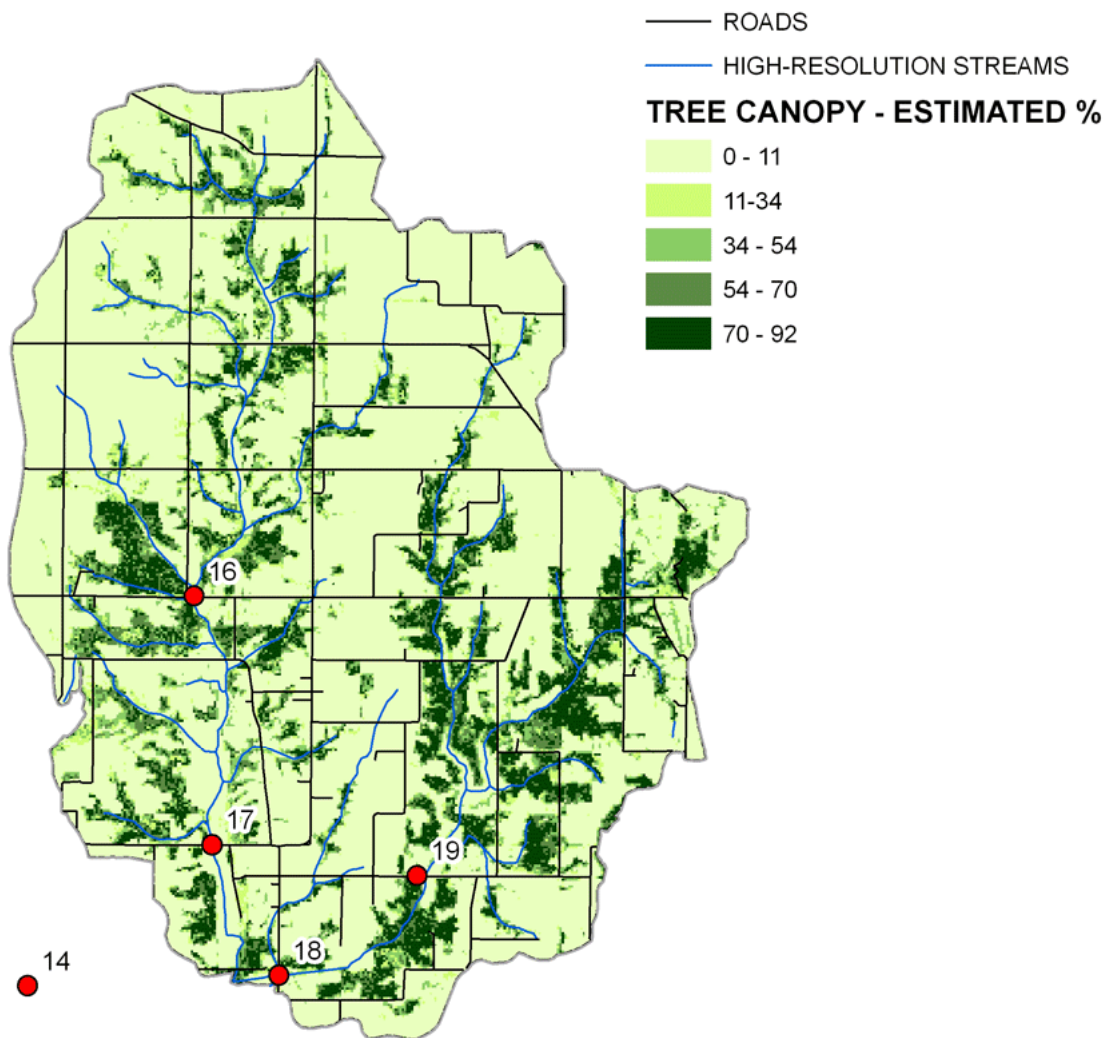 ROADS
HIGH-RESOLUTION STREAMS
TREE CANOPY - ESTIMATED %
0 - 11
11-34
34 - 54
54 - 70
70 - 92
16
17
19
18
14